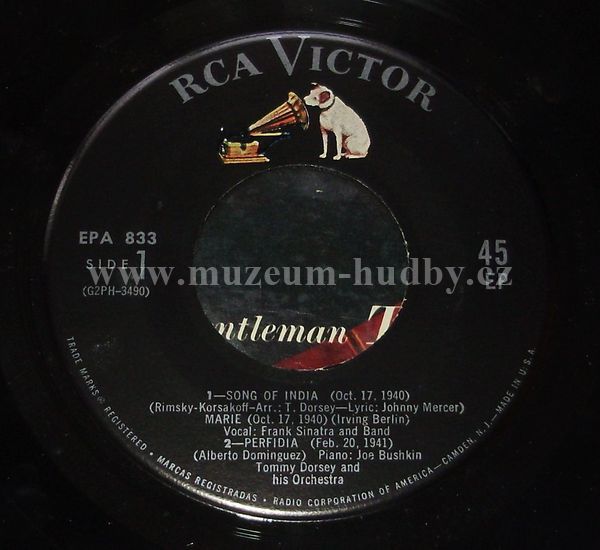 RCA VICTOR
EPA 833
SIDE 1
(G2PH-3490)
45
EP
www.muzeum-hudby.cz
ntleman T
1—SONG OF INDIA (Oct. 17, 1940)
(Rimsky-Korsakoff—Arr.: T. Dorsey—Lyric: Johnny Mercer)
MARIE (Oct. 17, 1940) (Irving Berlin)
Vocal: Frank Sinatra and Band
2—PERFIDIA (Feb. 20, 1941)
(Alberto Dominguez) Piano: Joe Bushkin
Tommy Dorsey and
his Orchestra
TRADE MARKS ® REGISTERED • MARCAS REGISTRADAS • RADIO CORPORATION OF AMERICA—CAMDEN, N. J.—MADE IN U.S.A.